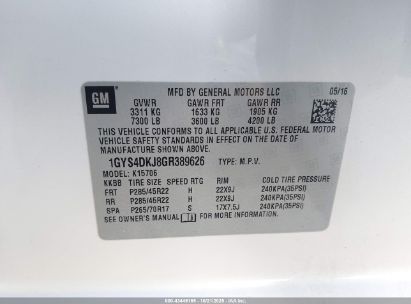 GM
MFD BY GENERAL MOTORS LLC 05/16
GVWR GAWR FRT GAWR RR
3311 KG 1633 KG 1905 KG
7300 LB 3600 LB 4200 LB
THIS VEHICLE CONFORMS TO ALL APPLICABLE U.S. FEDERAL MOTOR
VEHICLE SAFETY AND THEFT PREVENTION STANDARDS IN EFFECT ON THE
DATE OF MANUFACTURE SHOWN ABOVE.
1GYS4DKJ8GR389626 TYPE: M.P.V.
MODEL: K15706
KKBB TIRE SIZE SPEED RTG RIM COLD TIRE PRESSURE
FRT P285/45R22 H 22X9J 240KPA(35PSI)
RR P285/45R22 H 22X9J 240KPA(35PSI)
SPA P265/70R17 S 17X7.5J 240KPA(35PSI)
SEE OWNER'S MANUAL FOR MORE INFORMATION.